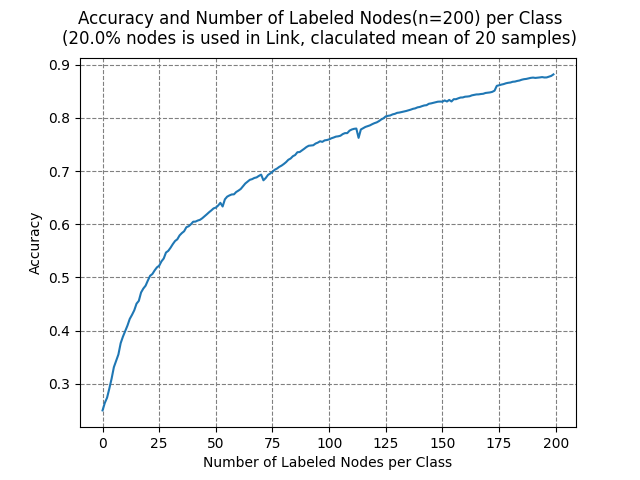 Accuracy and Number of Labeled Nodes(n=200) per Class
(20.0% nodes is used in Link, claculated mean of 20 samples)
0.9
0.8
0.7
0.6
0.5
0.4
0.3
Accuracy
0 25 50 75 100 125 150 175 200
Number of Labeled Nodes per Class